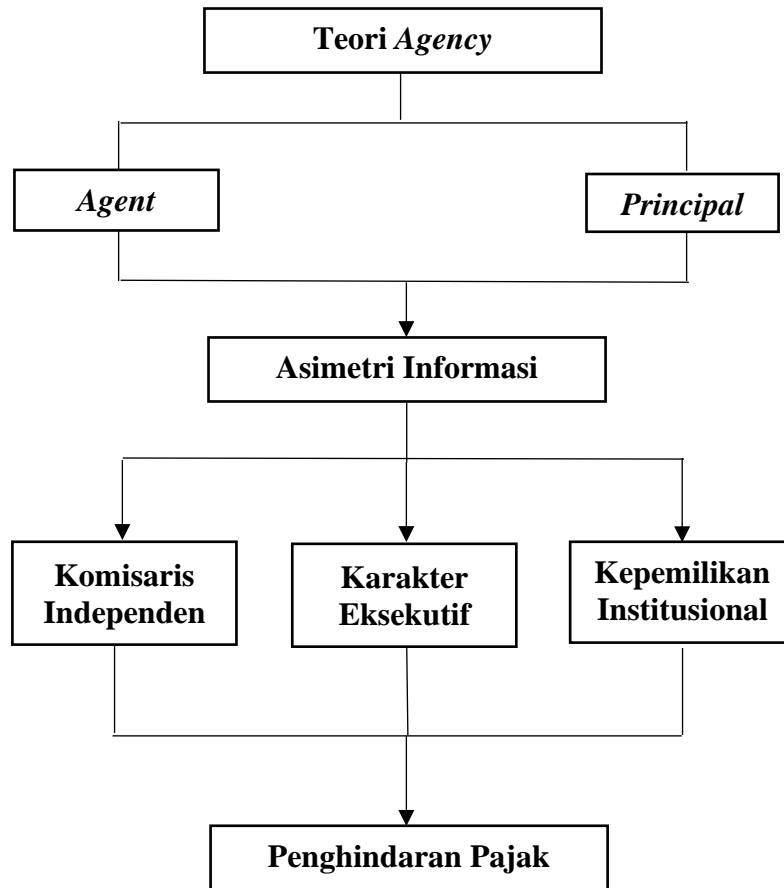 Teori Agency
Agent
Principal
Asimetri Informasi
Komisaris
Independen
Karakter
Eksekutif
Kepemilikan
Institusional
Penghindaran Pajak